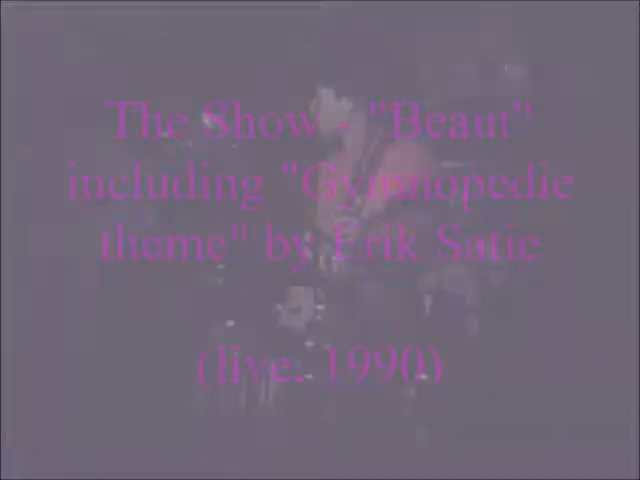 The Show - "Beaut"
including "Gymnopedie
theme" by Erik Satie
(live, 1990)